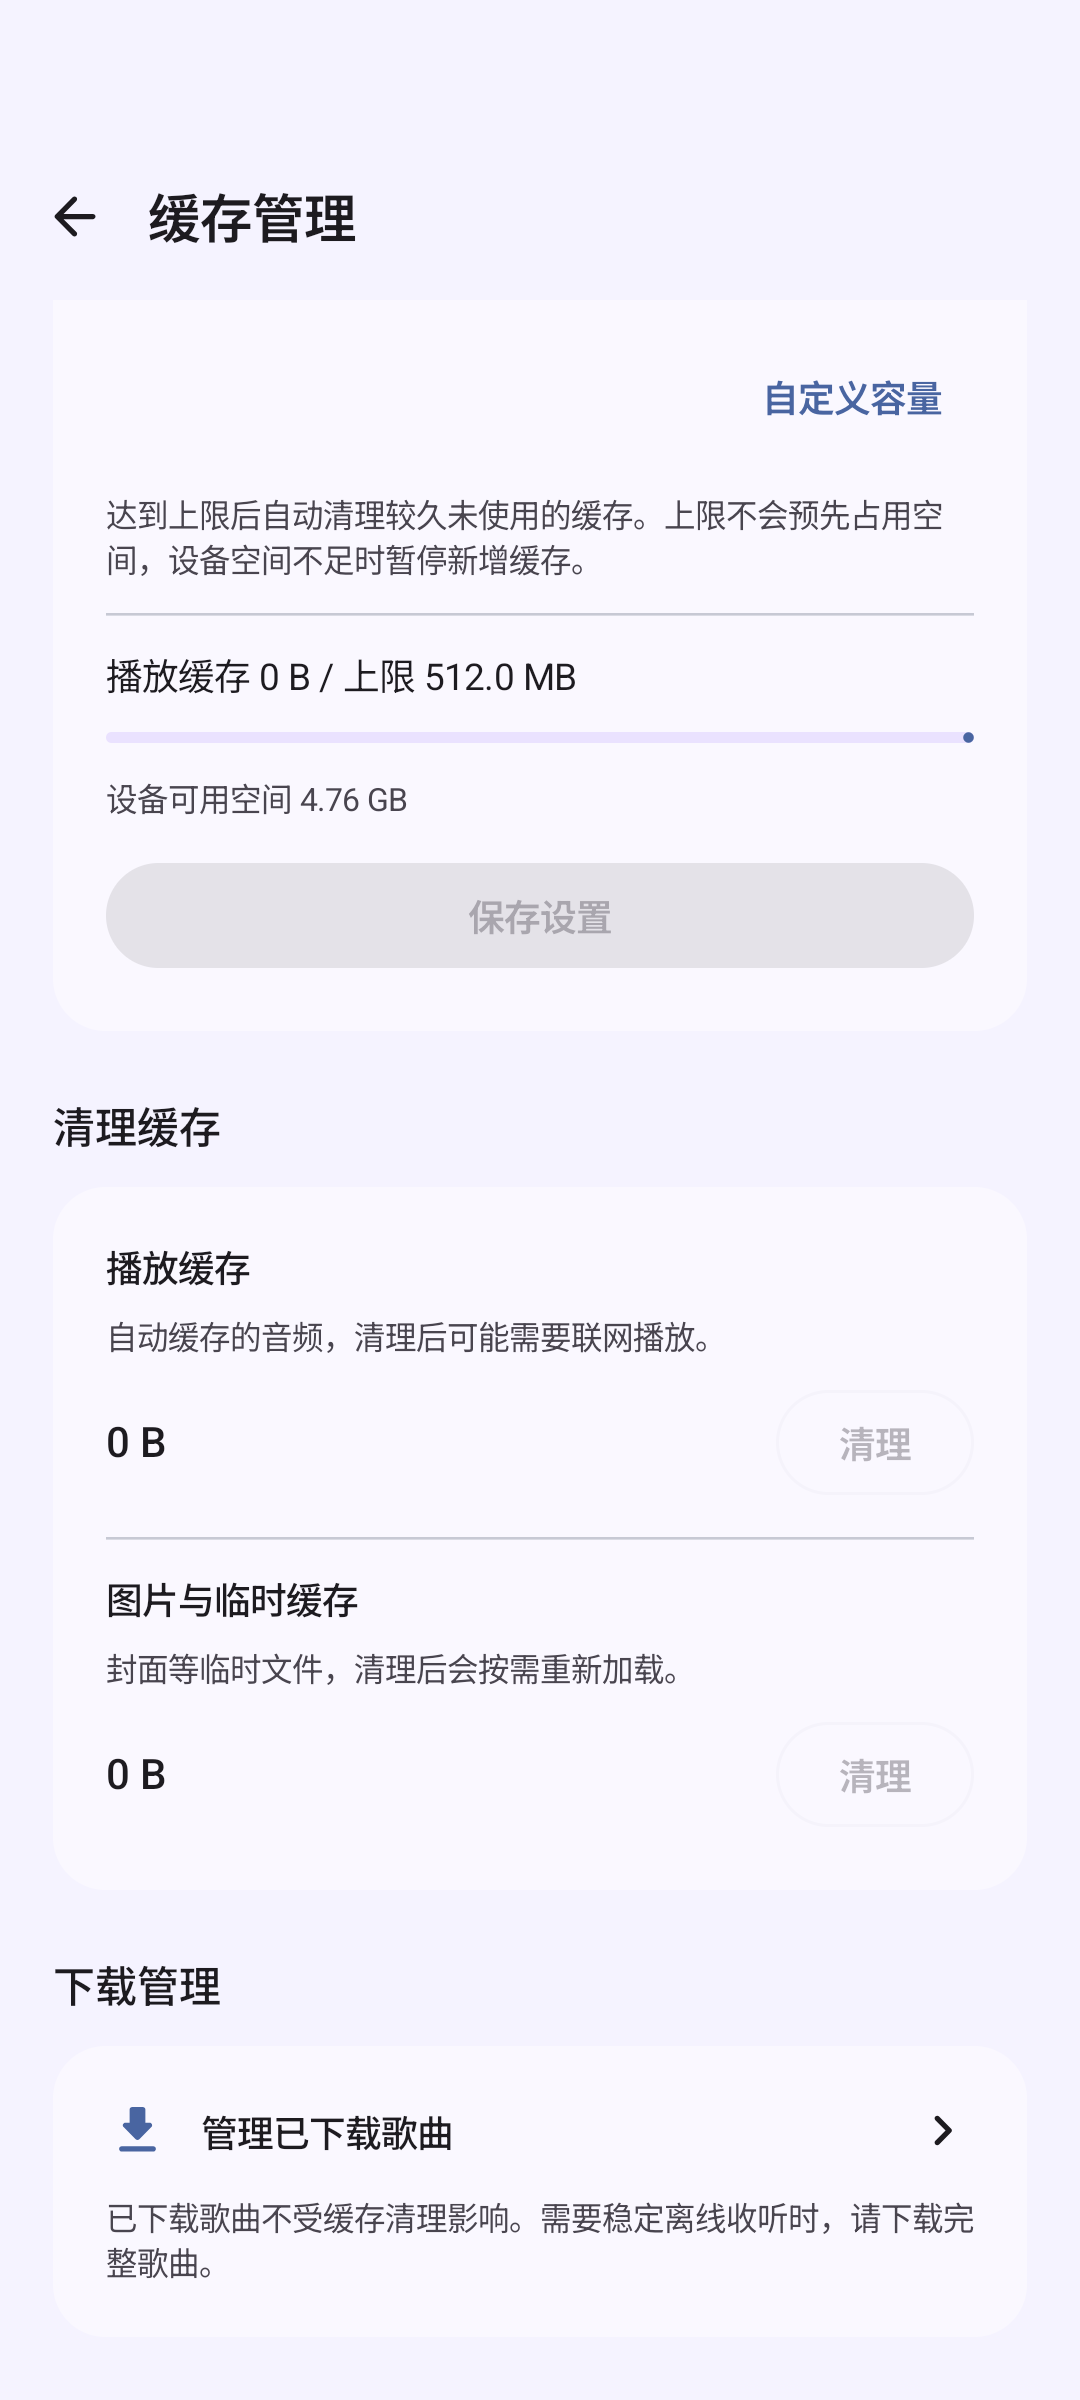 缓存管理
自定义容量
达到上限后自动清理较久未使用的缓存。上限不会预先占用空
间，设备空间不足时暂停新增缓存。
播放缓存 0 B / 上限 512.0 MB
设备可用空间 4.76 GB
保存设置
清理缓存
播放缓存
自动缓存的音频，清理后可能需要联网播放。
0 B
清理
图片与临时缓存
封面等临时文件，清理后会按需重新加载。
0 B
清理
下载管理
管理已下载歌曲
已下载歌曲不受缓存清理影响。需要稳定离线收听时，请下载完
整歌曲。